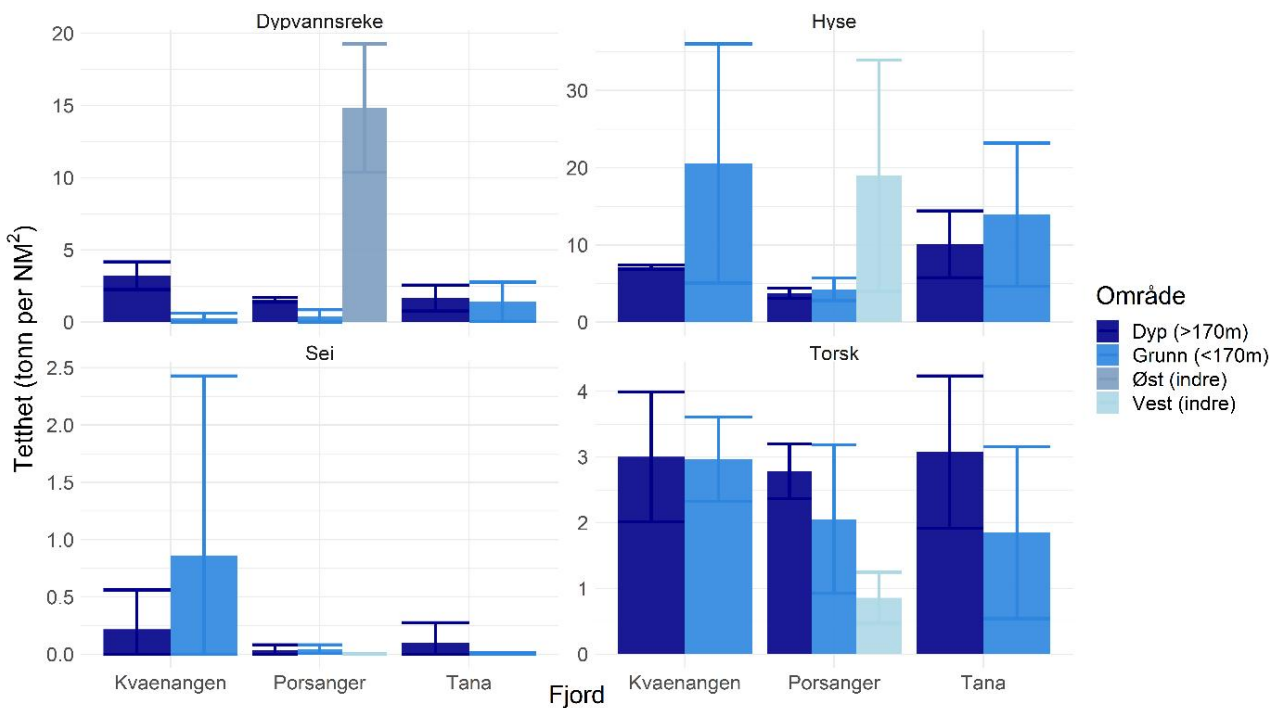 Dypvannsreke
Hyse
20
15
10
5
0
30
20
10
0
Sei
Torsk
2.5
2.0
1.5
1.0
0.5
0.0
4
3
2
1
0
Kvaenangen Porsanger Tana
Kvaenangen Porsanger Tana
Fjord
Tetthet (tonn per NM²)
Område
Dyp (>170m)
Grunn (<170m)
Øst (indre)
Vest (indre)